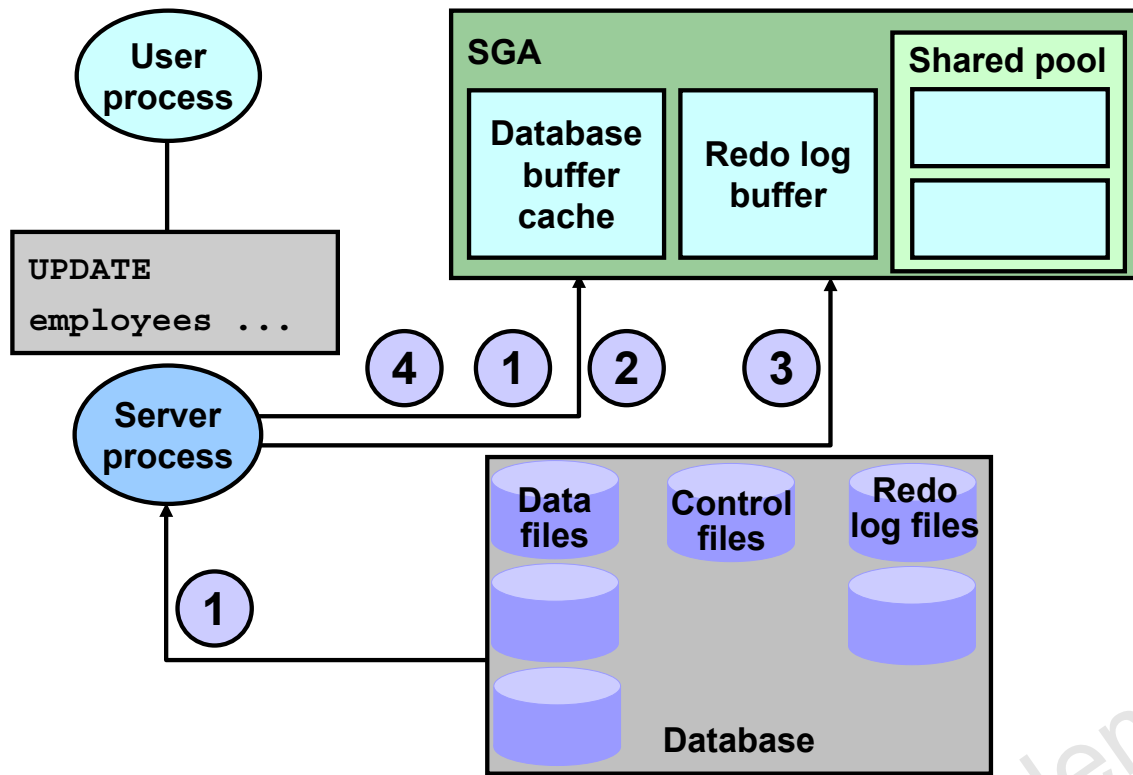 User
process
SGA
Shared pool
Database
buffer
cache
Redo log
buffer
UPDATE
employees ...
4
1
2
3
Server
process
Data
files
Control
files
Redo
log files
1
Database